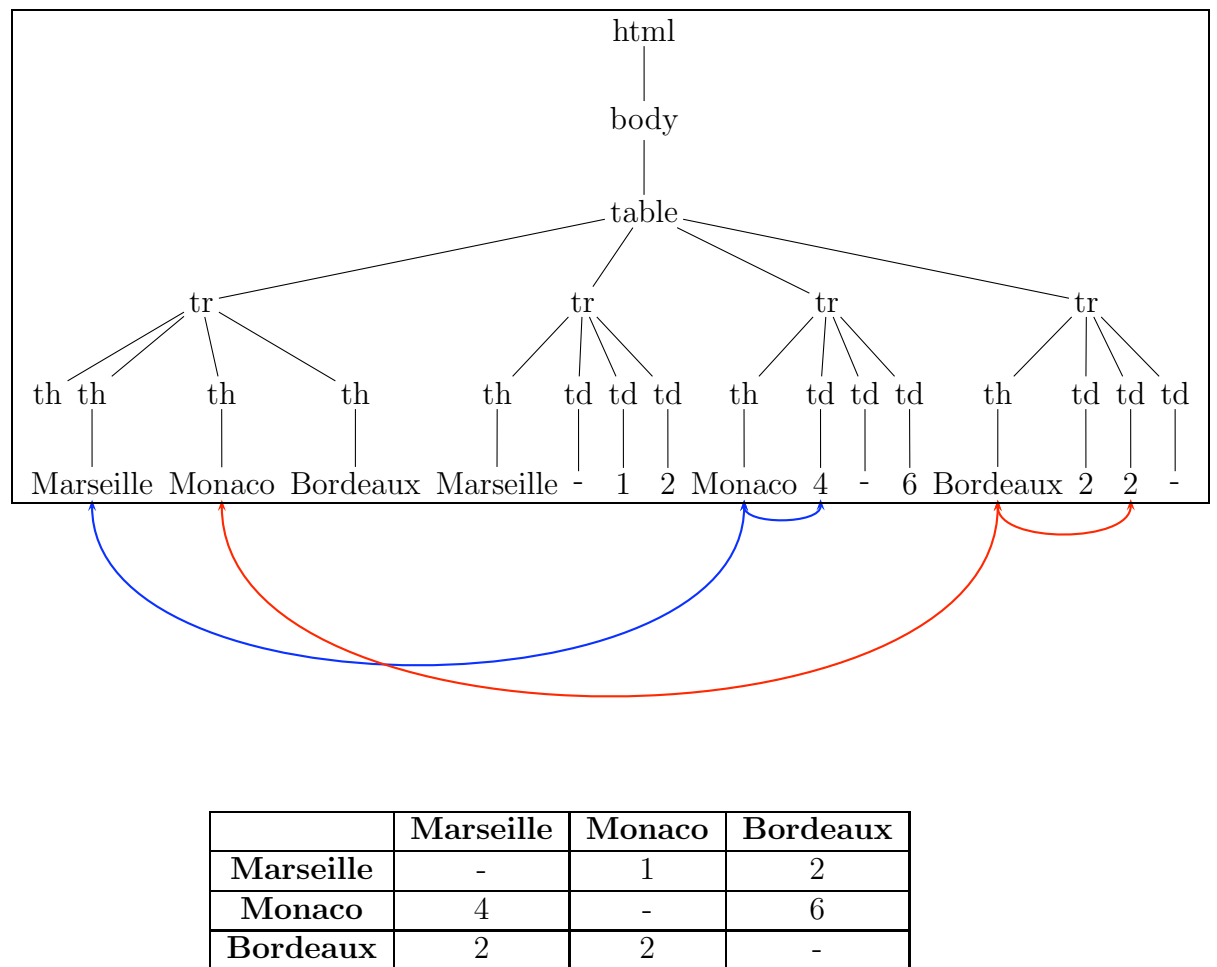 html
body
table
tr tr tr tr
th th th th th td td td th td td td th td td td
Marseille Monaco Bordeaux Marseille - 1 2 Monaco 4 - 6 Bordeaux 2 2 -
Marseille Monaco Bordeaux
Marseille - 1 2
Monaco 4 - 6
Bordeaux 2 2 -